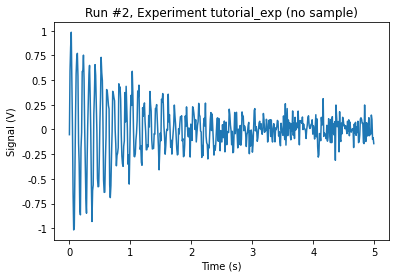 Run #2, Experiment tutorial_exp (no sample)
Signal (V)
1
0.75
0.5
0.25
0
-0.25
-0.5
-0.75
-1
0 1 2 3 4 5
Time (s)